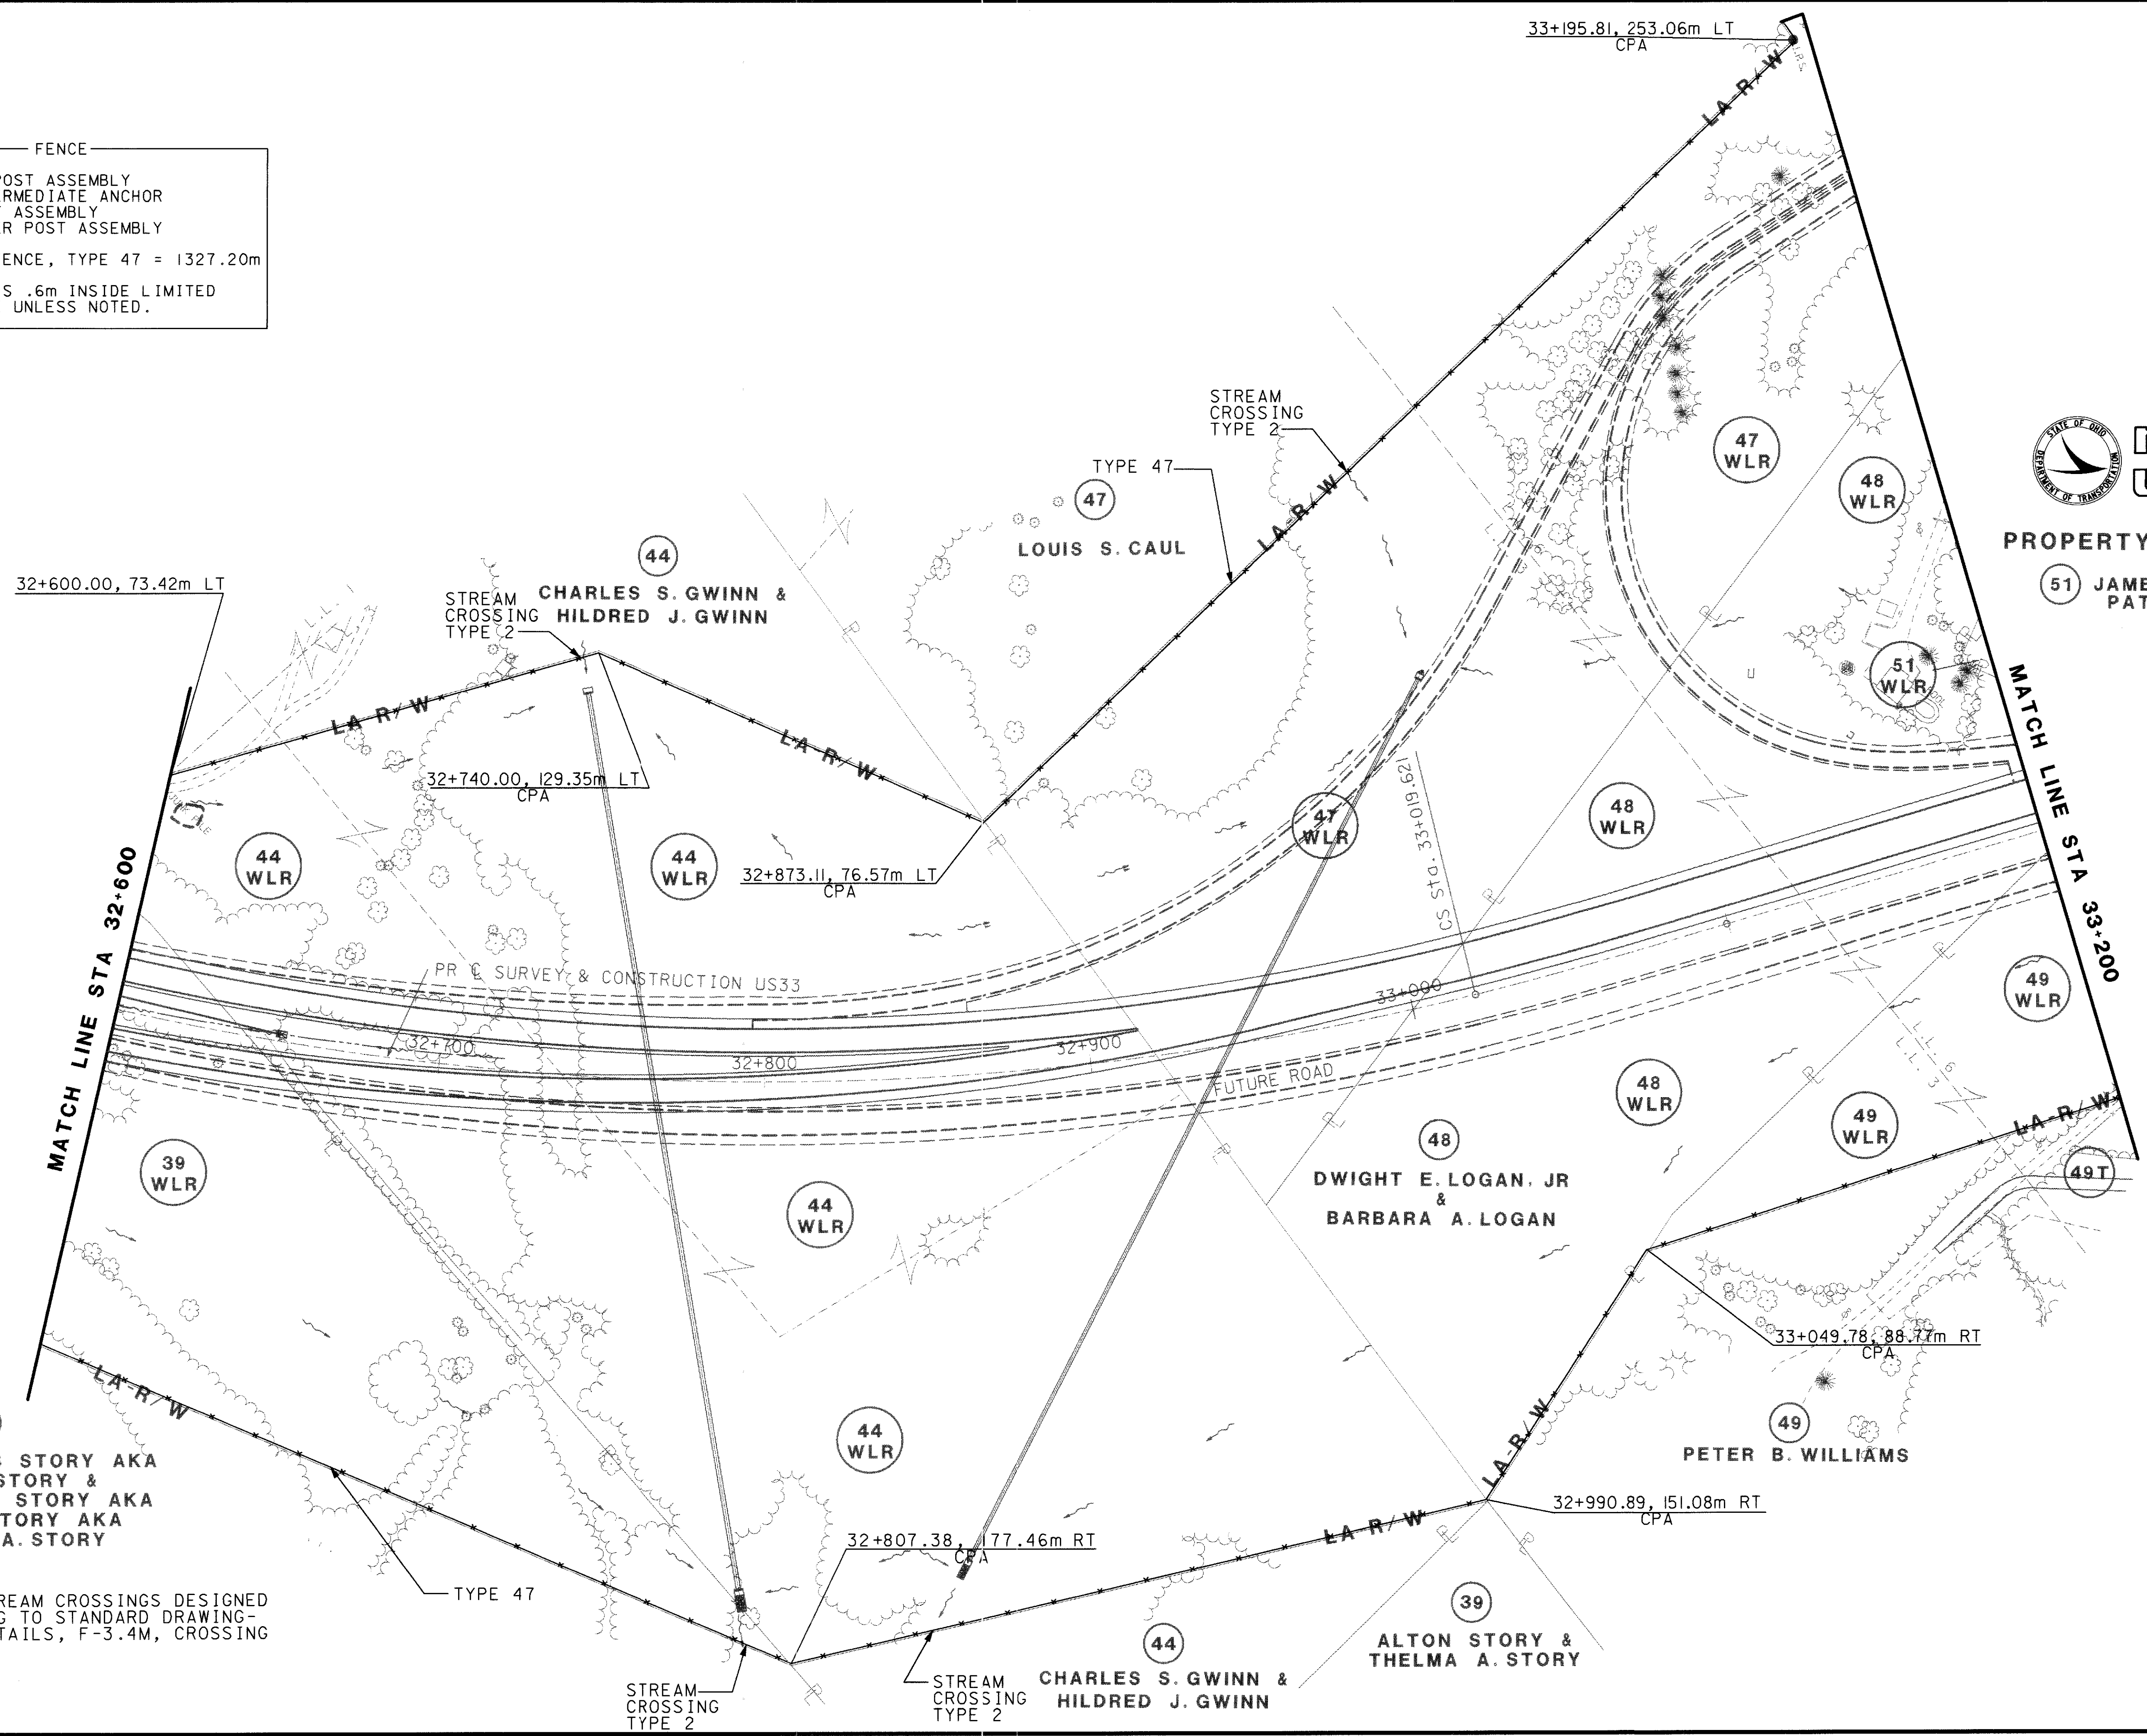 33+195.81, 253.06m LT
CPA
LA-R/W
FENCE
POST ASSEMBLY
ERMEDIATE ANCHOR
T ASSEMBLY
R POST ASSEMBLY
ENCE, TYPE 47 = 1327.20m
S .6m INSIDE LIMITED
UNLESS NOTED.
STREAM
CROSSING
TYPE 2
TYPE 47
47
LOUIS S. CAUL
LA-R/W
47
WLR
48
WLR
STATE OF OHIO
DEPARTMENT OF TRANSPORTATION
PROPERTY
51 JAME
PAT
32+600.00, 73.42m LT
44
CHARLES S. GWINN &
HILDRED J. GWINN
STREAM
CROSSING
TYPE 2
LA R/W
LA-R/W
51
WLR
MATCH LINE STA 33+200
32+740.00, 129.35m LT
CPA
44
WLR
44
WLR
32+873.11, 76.57m LT
CPA
47
WLR
CS Sta. 33+019.621
48
WLR
MATCH LINE STA 32+600
PR ℄ SURVEY & CONSTRUCTION US33
32+700
32+800
32+900
33+000
FUTURE ROAD
49
WLR
L.L. 6
L.L. 3
39
WLR
44
WLR
48
DWIGHT E. LOGAN, JR
&
BARBARA A. LOGAN
48
WLR
49
WLR
LA-R/W
49T
33+049.78, 88.77m RT
CPA
LA-R/W
44
WLR
LA-R/W
49
PETER B. WILLIAMS
STORY AKA
STORY &
STORY AKA
TORY AKA
A. STORY
32+990.89, 151.08m RT
CPA
LA R/W
32+807.38, 177.46m RT
CPA
TYPE 47
REAM CROSSINGS DESIGNED
G TO STANDARD DRAWING-
TAILS, F-3.4M, CROSSING
39
ALTON STORY &
THELMA A. STORY
44
CHARLES S. GWINN &
HILDRED J. GWINN
STREAM
CROSSING
TYPE 2
STREAM
CROSSING
TYPE 2